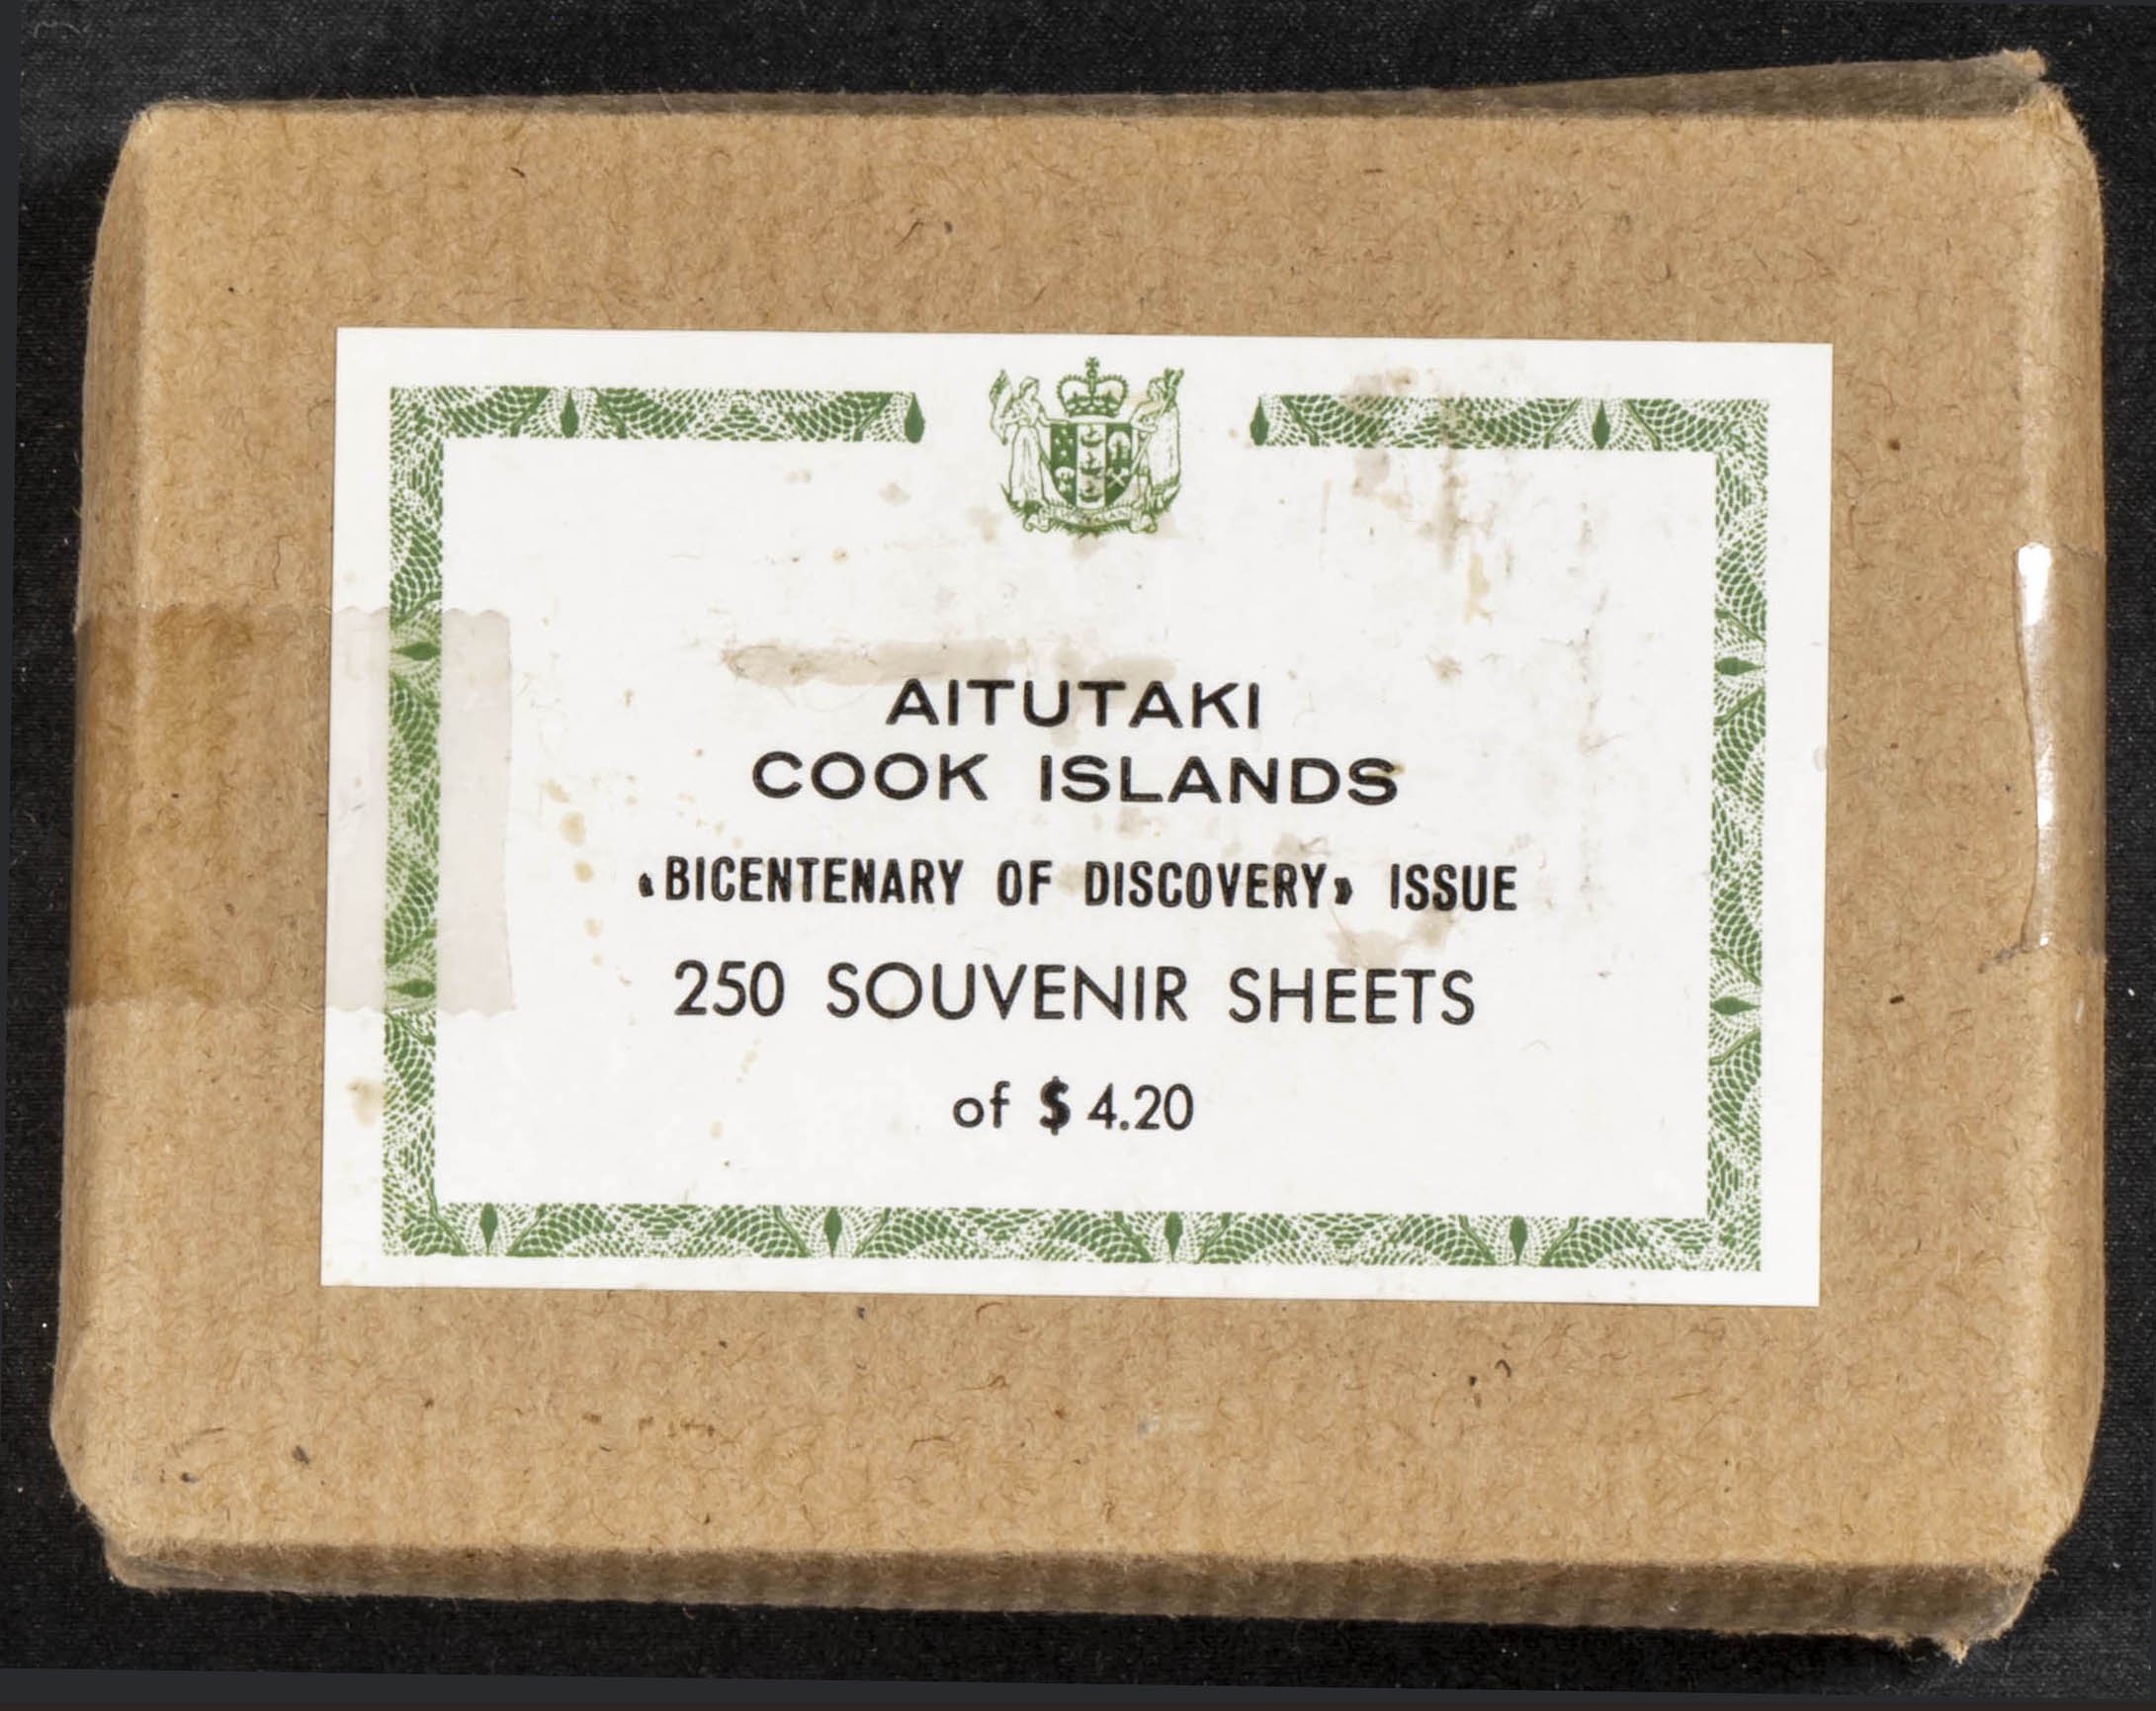 AITUTAKI
COOK ISLANDS
«BICENTENARY OF DISCOVERY» ISSUE
250 SOUVENIR SHEETS
of $ 4.20